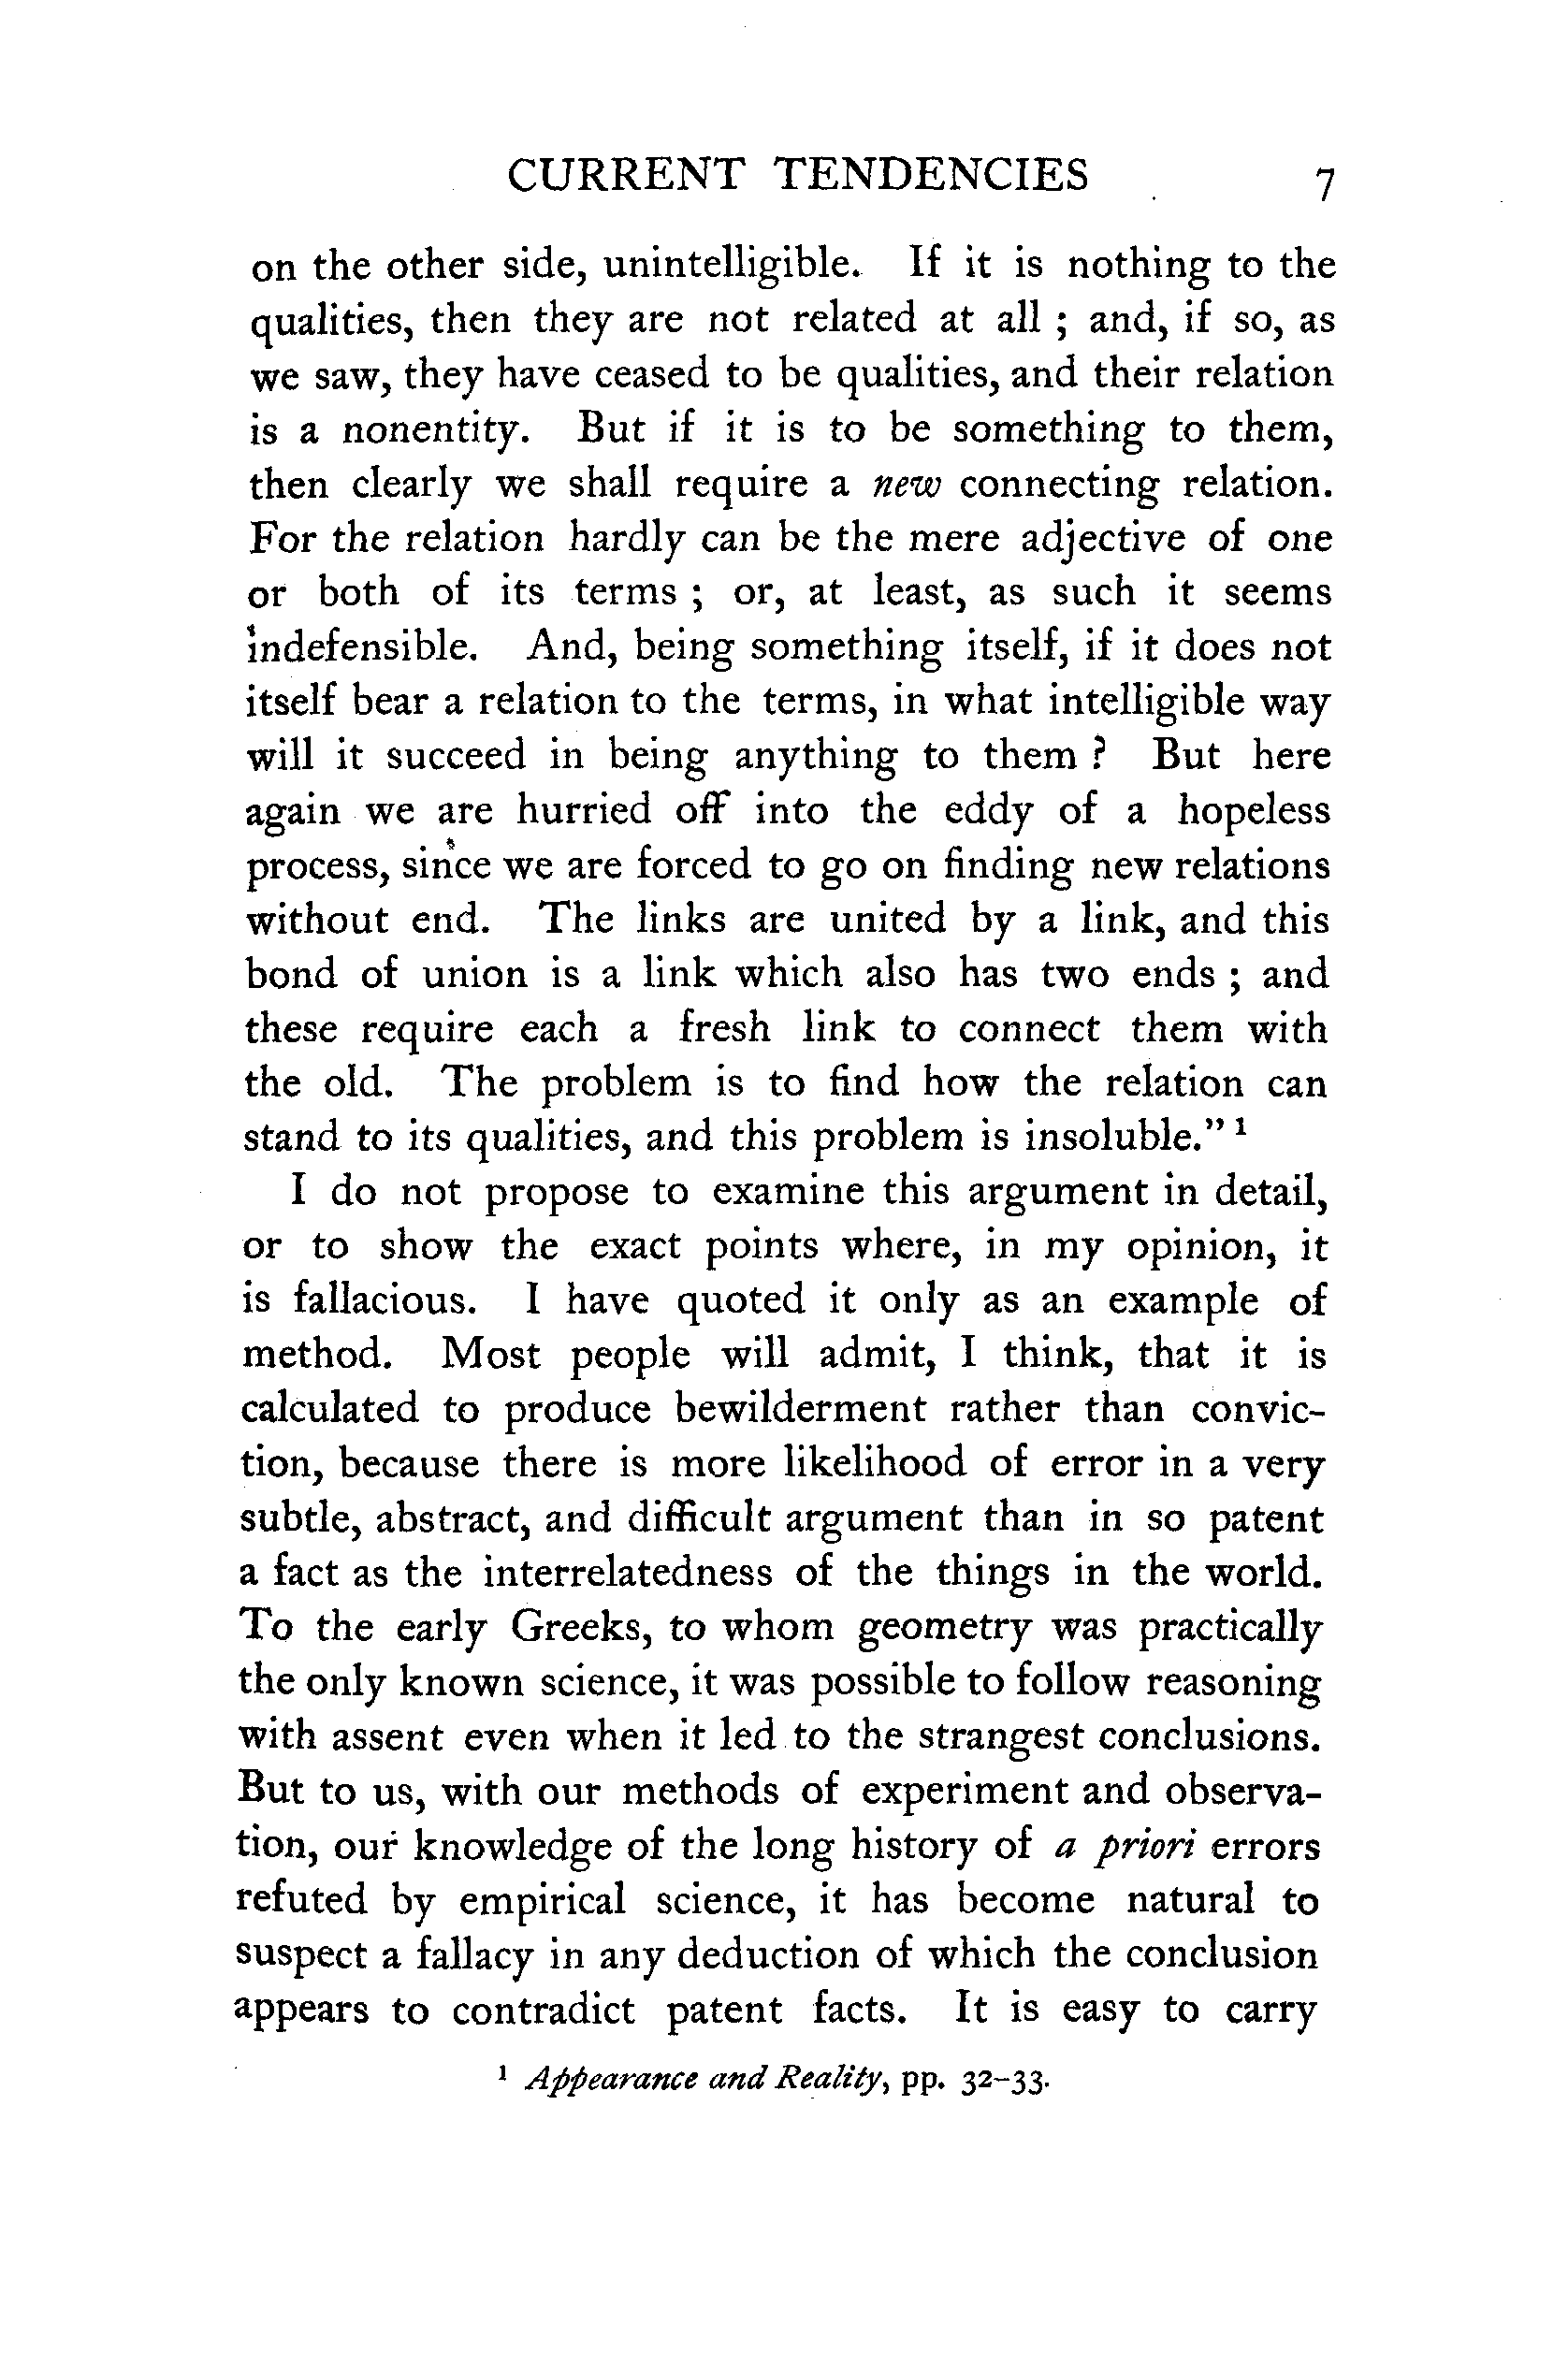 CURRENT TENDENCIES 7
on the other side, unintelligible. If it is nothing to the
qualities, then they are not related at all ; and, if so, as
we saw, they have ceased to be qualities, and their relation
is a nonentity. But if it is to be something to them,
then clearly we shall require a new connecting relation.
For the relation hardly can be the mere adjective of one
or both of its terms ; or, at least, as such it seems
indefensible. And, being something itself, if it does not
itself bear a relation to the terms, in what intelligible way
will it succeed in being anything to them ? But here
again we are hurried off into the eddy of a hopeless
process, since we are forced to go on finding new relations
without end. The links are united by a link, and this
bond of union is a link which also has two ends ; and
these require each a fresh link to connect them with
the old. The problem is to find how the relation can
stand to its qualities, and this problem is insoluble." 1
I do not propose to examine this argument in detail,
or to show the exact points where, in my opinion, it
is fallacious. I have quoted it only as an example of
method. Most people will admit, I think, that it is
calculated to produce bewilderment rather than convic-
tion, because there is more likelihood of error in a very
subtle, abstract, and difficult argument than in so patent
a fact as the interrelatedness of the things in the world.
To the early Greeks, to whom geometry was practically
the only known science, it was possible to follow reasoning
with assent even when it led to the strangest conclusions.
But to us, with our methods of experiment and observa-
tion, our knowledge of the long history of a priori errors
refuted by empirical science, it has become natural to
suspect a fallacy in any deduction of which the conclusion
appears to contradict patent facts. It is easy to carry
1 Appearance and Reality, pp. 32–33.